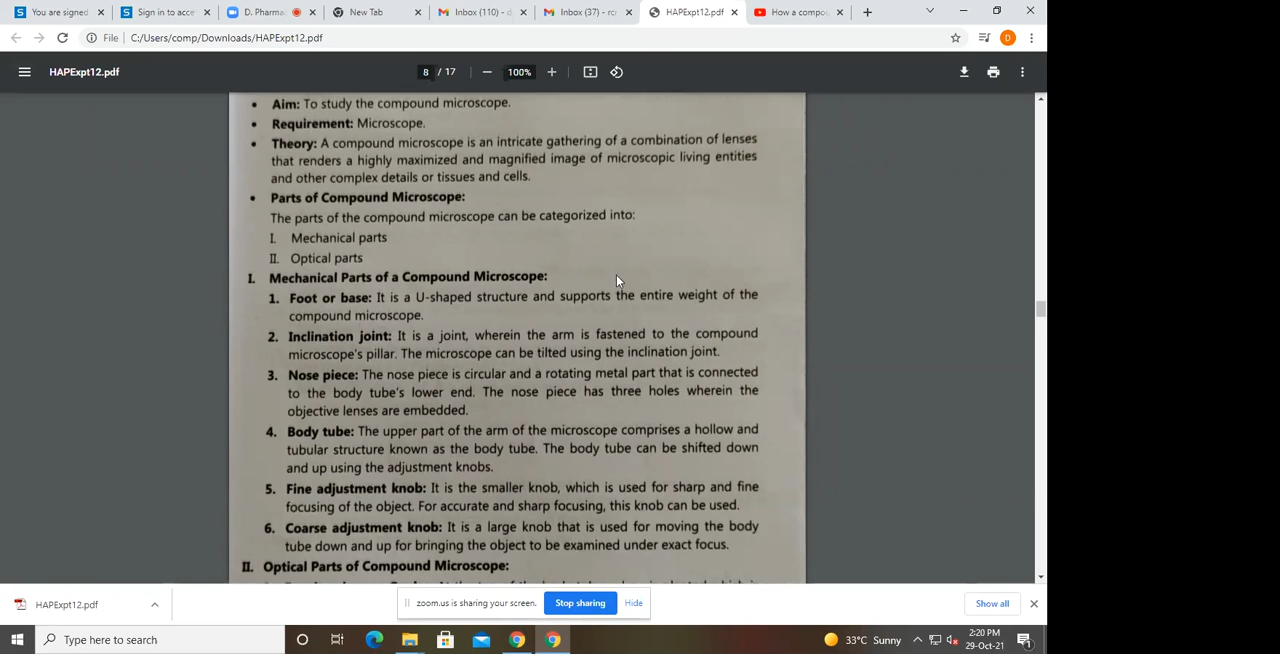 You are signed
Sign in to acce
D. Pharma
New Tab
Inbox (110) - d
Inbox (37) - rcr
HAPExpt12.pdf
How a compou
File C:/Users/comp/Downloads/HAPExpt12.pdf
D
HAPExpt12.pdf
8 / 17
100%
• Aim: To study the compound microscope.
• Requirement: Microscope.
• Theory: A compound microscope is an intricate gathering of a combination of lenses
that renders a highly maximized and magnified image of microscopic living entities
and other complex details or tissues and cells.
• Parts of Compound Microscope:
The parts of the compound microscope can be categorized into:
I. Mechanical parts
II. Optical parts
I. Mechanical Parts of a Compound Microscope:
1. Foot or base: It is a U-shaped structure and supports the entire weight of the
compound microscope.
2. Inclination joint: It is a joint, wherein the arm is fastened to the compound
microscope's pillar. The microscope can be tilted using the inclination joint.
3. Nose piece: The nose piece is circular and a rotating metal part that is connected
to the body tube's lower end. The nose piece has three holes wherein the
objective lenses are embedded.
4. Body tube: The upper part of the arm of the microscope comprises a hollow and
tubular structure known as the body tube. The body tube can be shifted down
and up using the adjustment knobs.
5. Fine adjustment knob: It is the smaller knob, which is used for sharp and fine
focusing of the object. For accurate and sharp focusing, this knob can be used.
6. Coarse adjustment knob: It is a large knob that is used for moving the body
tube down and up for bringing the object to be examined under exact focus.
II. Optical Parts of Compound Microscope:
HAPExpt12.pdf
zoom.us is sharing your screen. Stop sharing Hide
Show all
Type here to search
33°C Sunny
2:20 PM
29-Oct-21
1